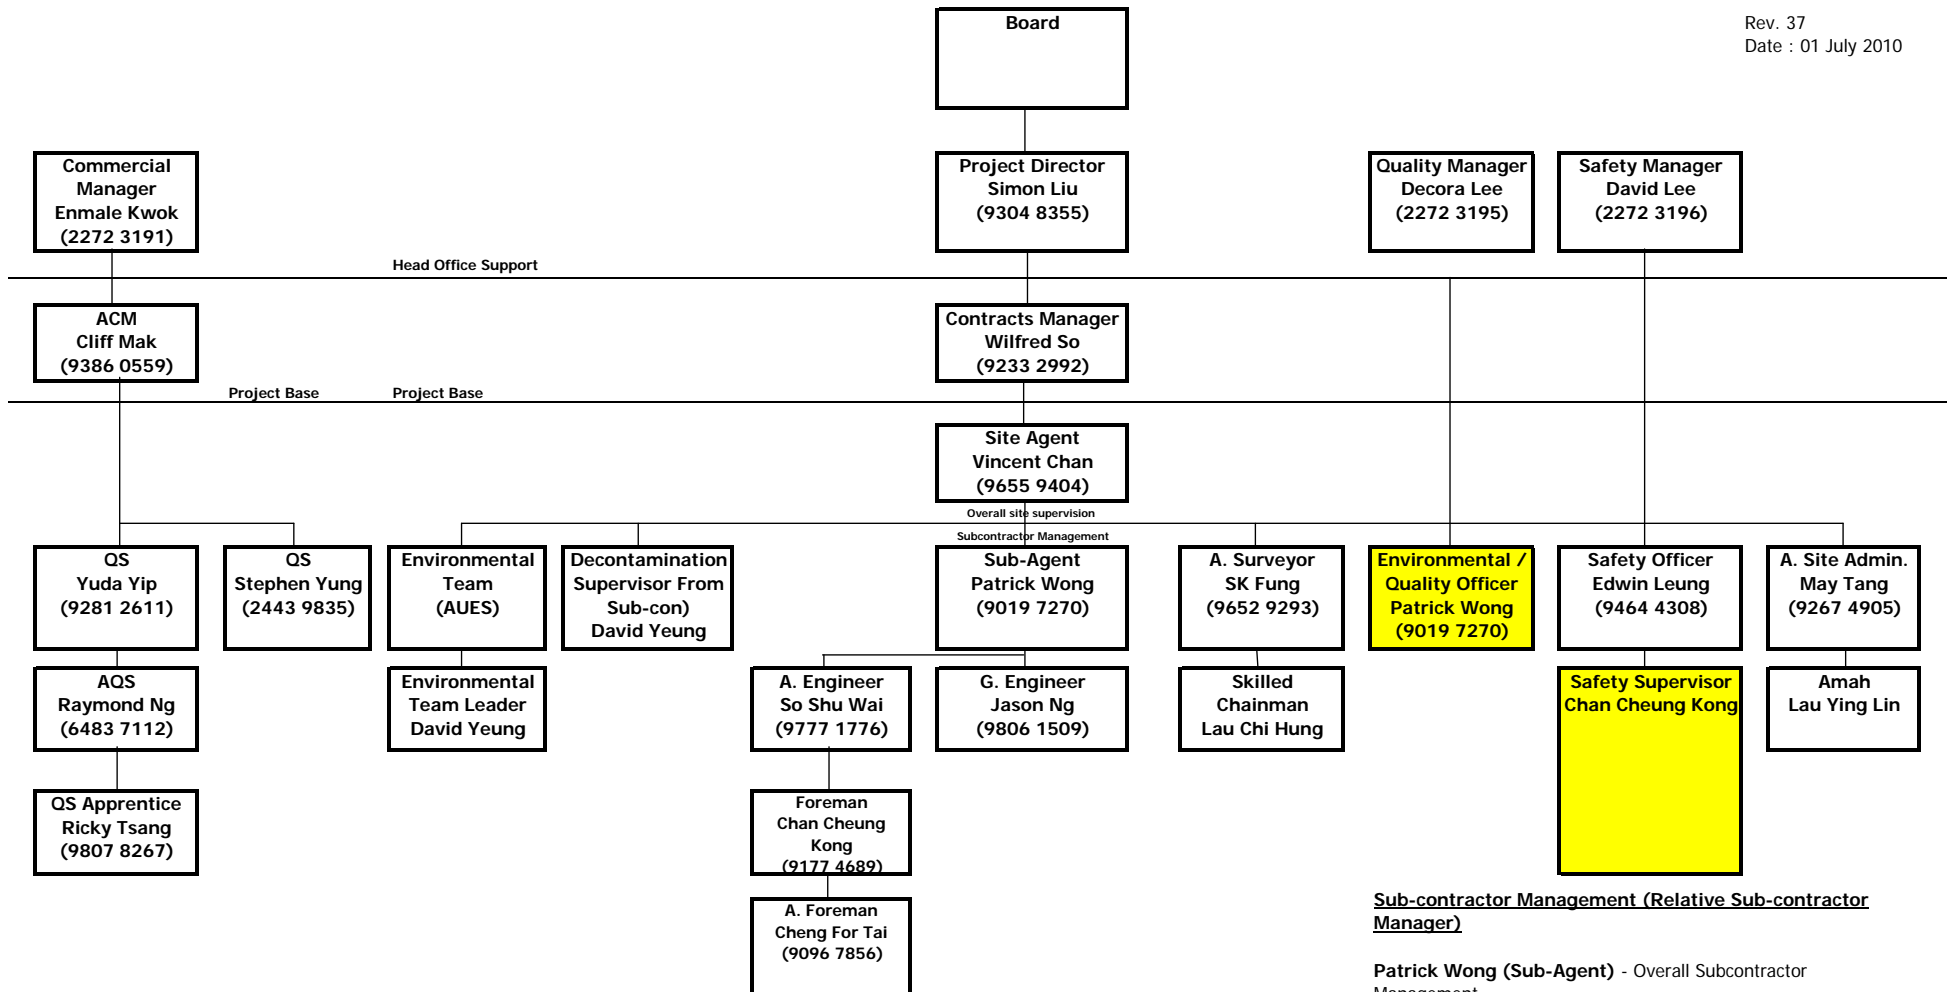 Board
Rev. 37
Date : 01 July 2010
Commercial
Manager
Enmale Kwok
(2272 3191)
Project Director
Simon Liu
(9304 8355)
Quality Manager
Decora Lee
(2272 3195)
Safety Manager
David Lee
(2272 3196)
Head Office Support
ACM
Cliff Mak
(9386 0559)
Contracts Manager
Wilfred So
(9233 2992)
Project Base
Project Base
Site Agent
Vincent Chan
(9655 9404)
Overall site supervision
Subcontractor Management
QS
Yuda Yip
(9281 2611)
QS
Stephen Yung
(2443 9835)
Environmental
Team
(AUES)
Decontamination
Supervisor From
Sub-con)
David Yeung
Sub-Agent
Patrick Wong
(9019 7270)
A. Surveyor
SK Fung
(9652 9293)
Environmental /
Quality Officer
Patrick Wong
(9019 7270)
Safety Officer
Edwin Leung
(9464 4308)
A. Site Admin.
May Tang
(9267 4905)
AQS
Raymond Ng
(6483 7112)
Environmental
Team Leader
David Yeung
A. Engineer
So Shu Wai
(9777 1776)
G. Engineer
Jason Ng
(9806 1509)
Skilled
Chainman
Lau Chi Hung
Safety Supervisor
Chan Cheung Kong
Amah
Lau Ying Lin
QS Apprentice
Ricky Tsang
(9807 8267)
Foreman
Chan Cheung
Kong
(9177 4689)
A. Foreman
Cheng For Tai
(9096 7856)
Sub-contractor Management (Relative Sub-contractor
Manager)
Patrick Wong (Sub-Agent) - Overall Subcontractor
Management